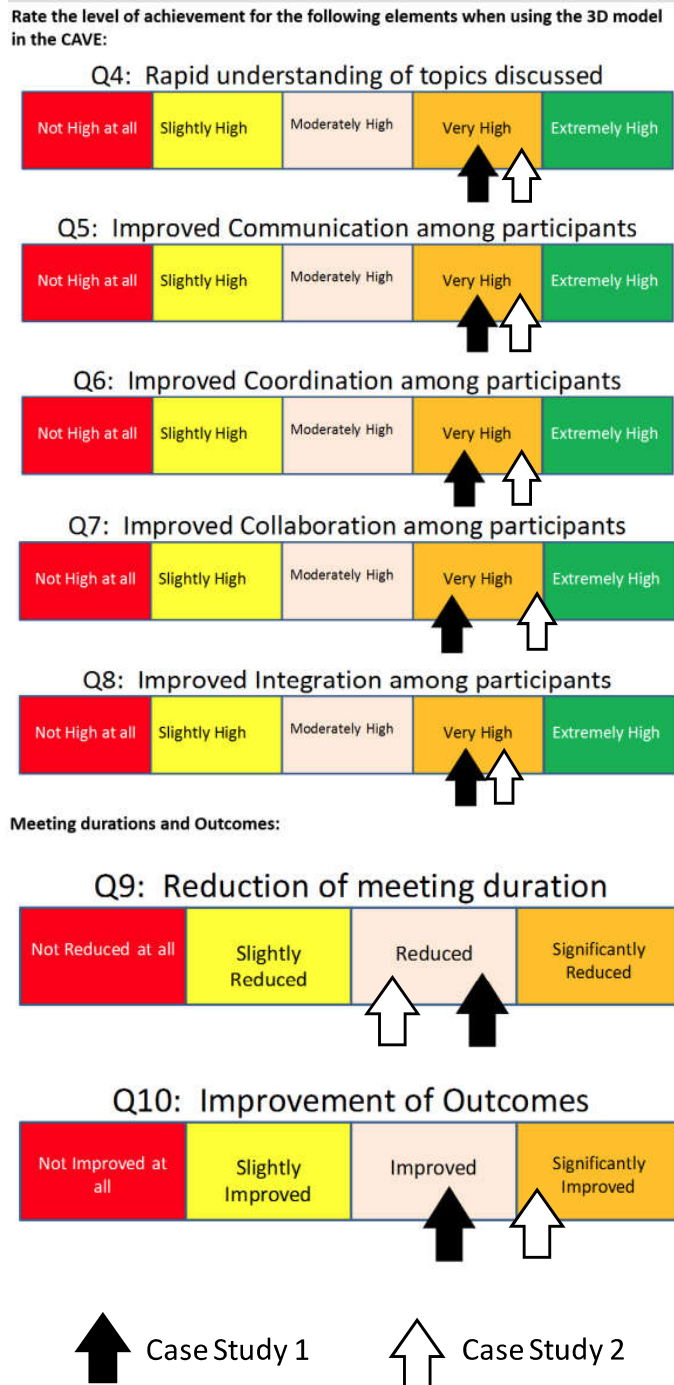 Rate the level of achievement for the following elements when using the 3D model
in the CAVE:
Q4: Rapid understanding of topics discussed
Not High at all Slightly High Moderately High Very High Extremely High
Q5: Improved Communication among participants
Not High at all Slightly High Moderately High Very High Extremely High
Q6: Improved Coordination among participants
Not High at all Slightly High Moderately High Very High Extremely High
Q7: Improved Collaboration among participants
Not High at all Slightly High Moderately High Very High Extremely High
Q8: Improved Integration among participants
Not High at all Slightly High Moderately High Very High Extremely High
Meeting durations and Outcomes:
Q9: Reduction of meeting duration
Not Reduced at all
Slightly
Reduced
Reduced
Significantly
Reduced
Q10: Improvement of Outcomes
Not Improved at
all
Slightly
Improved
Improved
Significantly
Improved
Case Study 1
Case Study 2